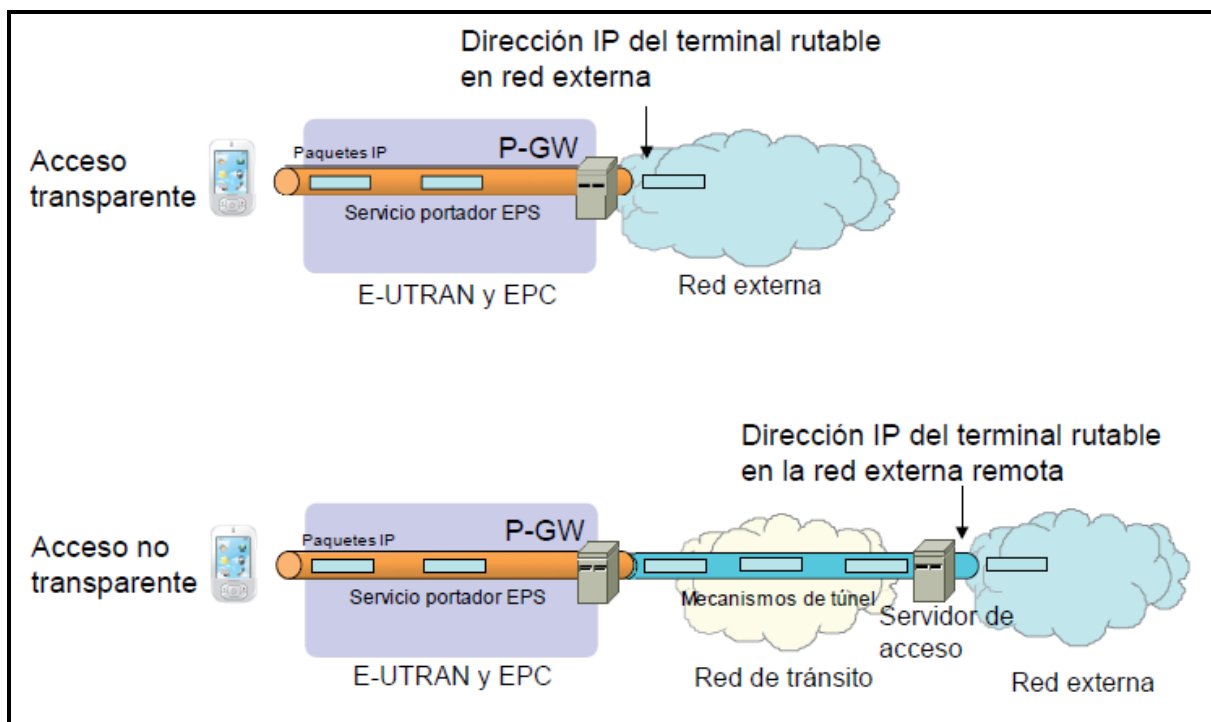 Dirección IP del terminal rutable
en red externa
Acceso
transparente
Paquetes IP
P-GW
Servicio portador EPS
E-UTRAN y EPC
Red externa
Dirección IP del terminal rutable
en la red externa remota
Acceso no
transparente
Paquetes IP
P-GW
Servicio portador EPS
Mecanismos de túnel
Servidor de
acceso
E-UTRAN y EPC
Red de tránsito
Red externa